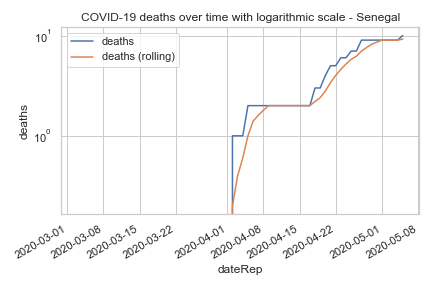 COVID-19 deaths over time with logarithmic scale - Senegal
deaths
deaths (rolling)
10¹
10⁰
deaths
2020-03-01
2020-03-08
2020-03-15
2020-03-22
2020-04-01
2020-04-08
2020-04-15
2020-04-22
2020-05-01
2020-05-08
dateRep